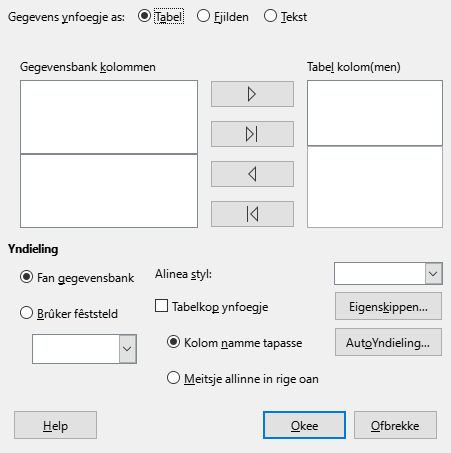 Gegevens ynfoegje as: Tabel Fjilden Tekst
Gegevensbank kolommen Tabel kolom(men)
Yndieling
Fan gegevensbank Alinea styl:
Brûker fêststeld Tabelkop ynfoegje Eigenskippen...
Kolom namme tapasse AutoYndieling...
Meitsje allinne in rige oan
Help Okee Ofbrekke